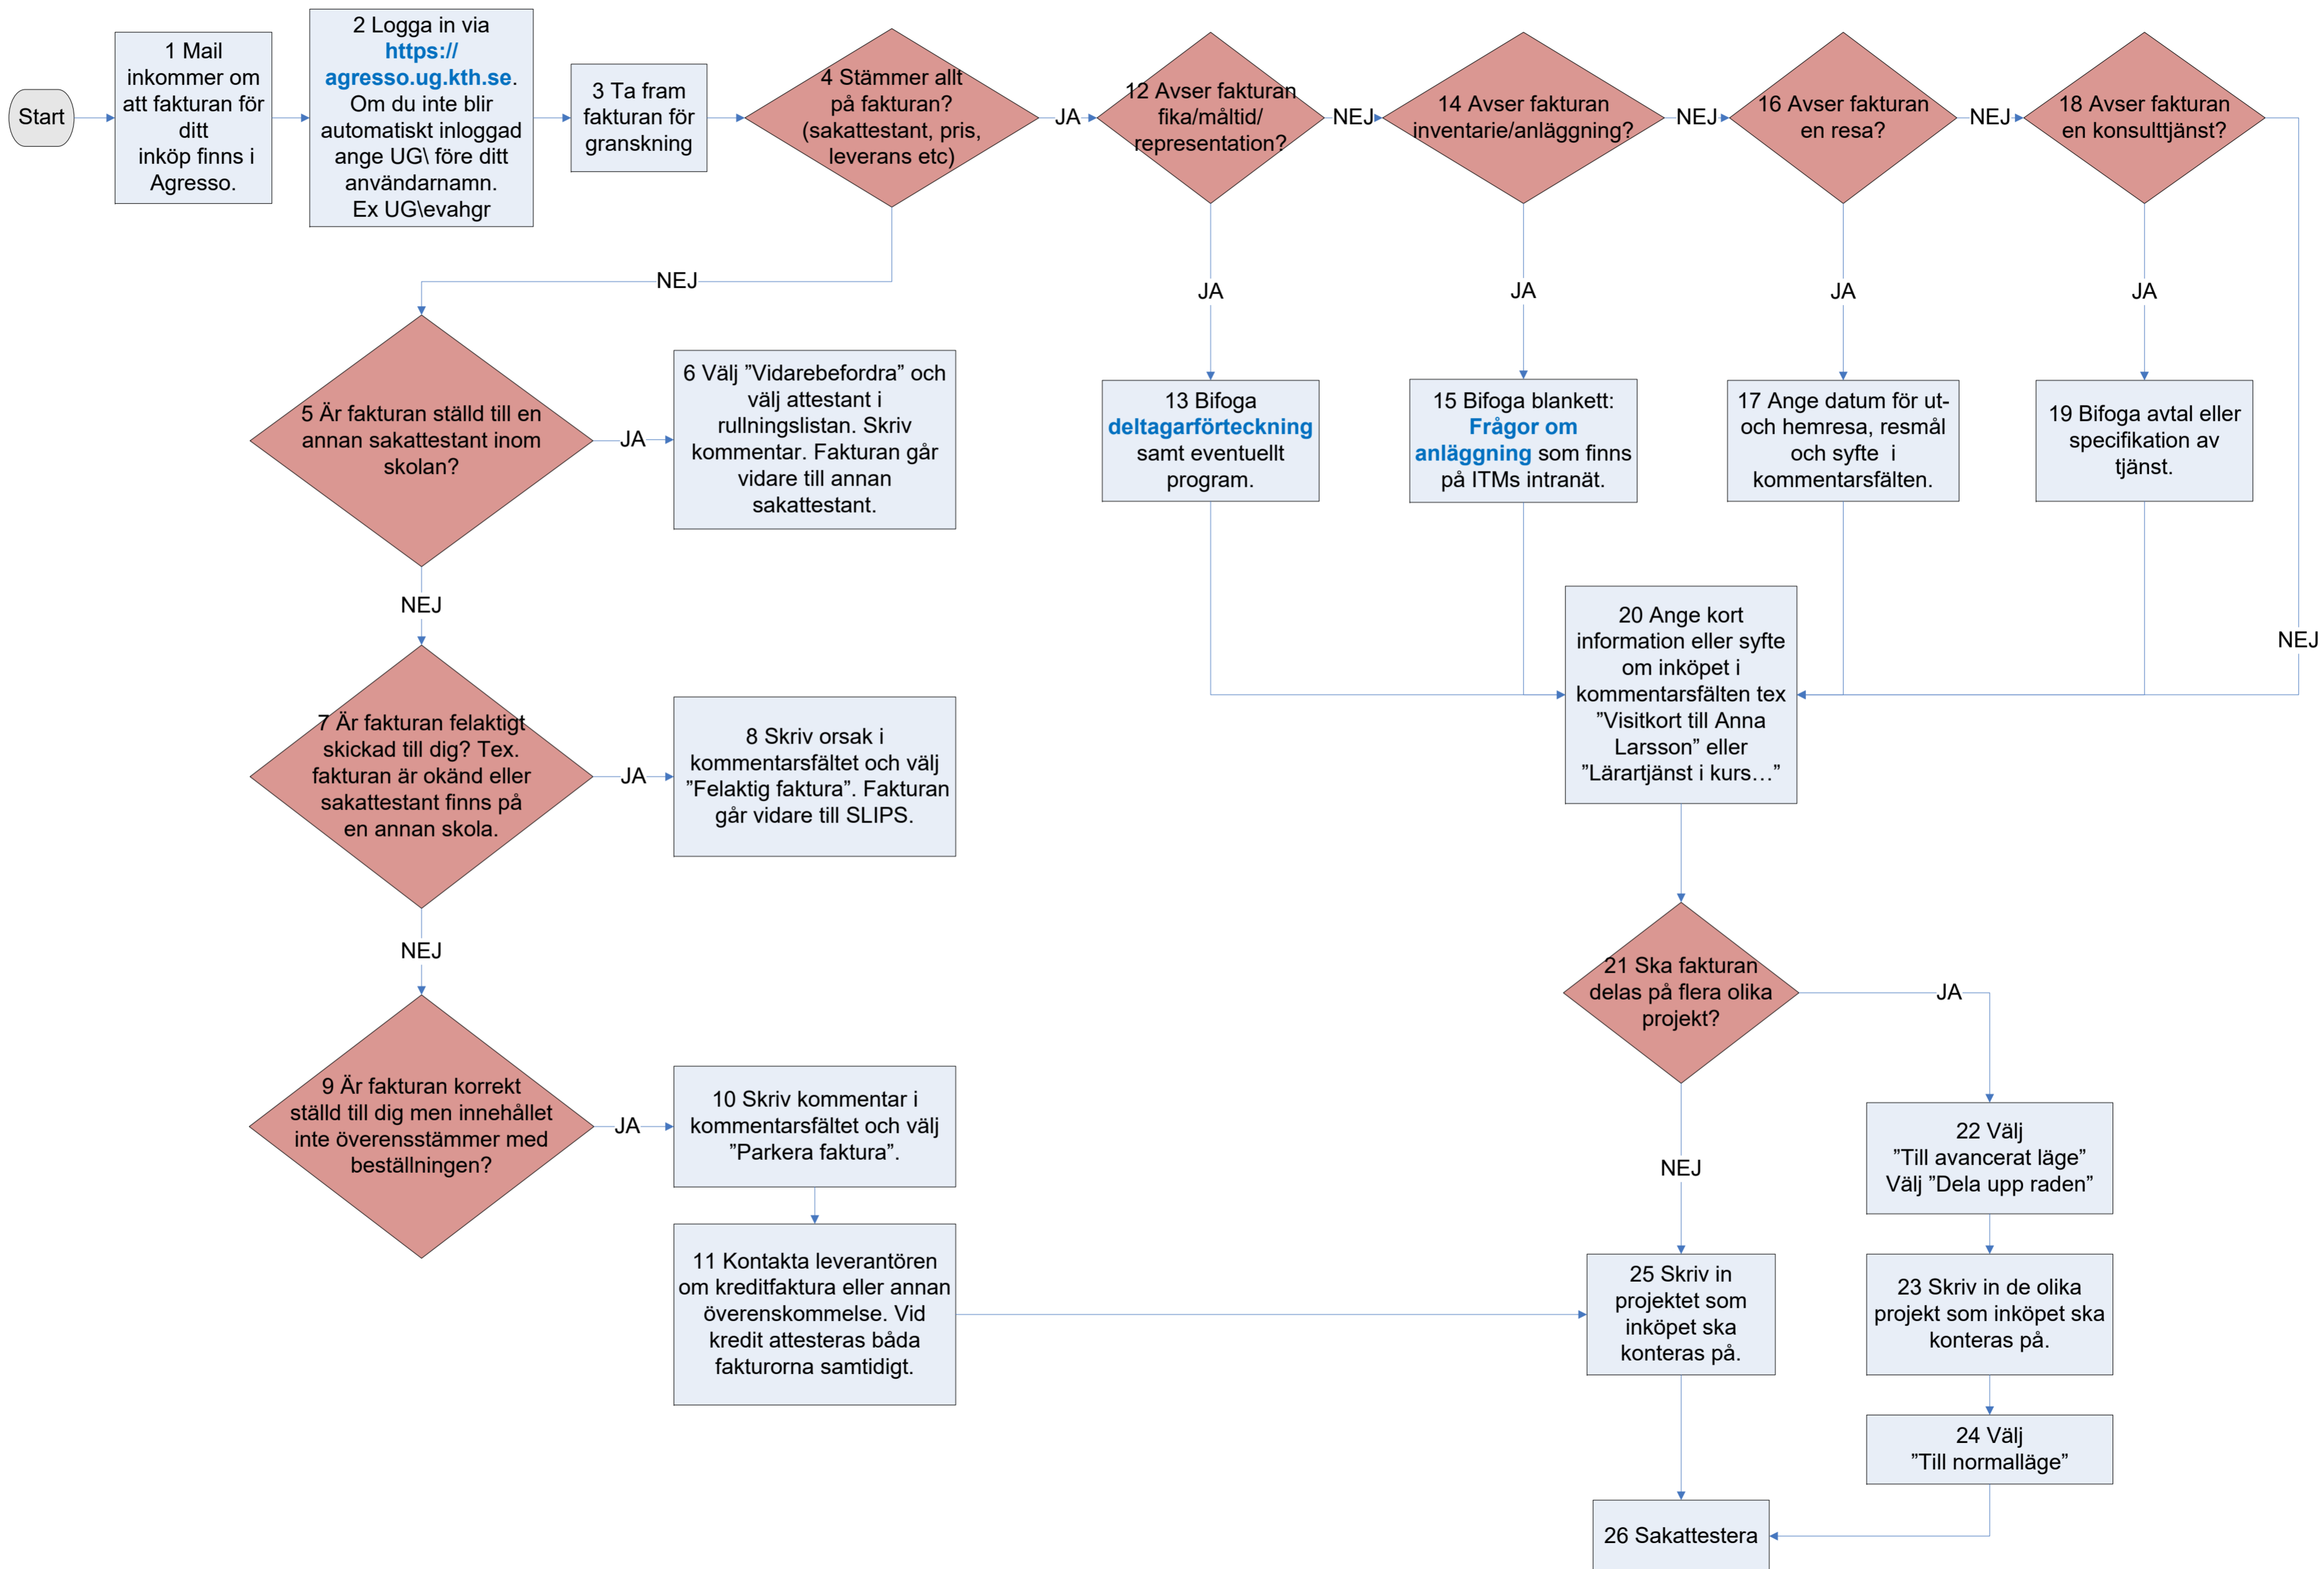 Start
1 Mail
inkommer om
att fakturan för
ditt
inköp finns i
Agresso.
2 Logga in via
https://
agresso.ug.kth.se.
Om du inte blir
automatiskt inloggad
ange UG\ före ditt
användarnamn.
Ex UG\evahgr
3 Ta fram
fakturan för
granskning
4 Stämmer allt
på fakturan?
(sakattestant, pris,
leverans etc)
JA
12 Avser fakturan
fika/måltid/
representation?
NEJ
14 Avser fakturan
inventarie/anläggning?
NEJ
16 Avser fakturan
en resa?
NEJ
18 Avser fakturan
en konsulttjänst?
NEJ
JA
JA
JA
JA
5 Är fakturan ställd till en
annan sakattestant inom
skolan?
JA
6 Välj ”Vidarebefordra” och
välj attestant i
rullningslistan. Skriv
kommentar. Fakturan går
vidare till annan
sakattestant.
13 Bifoga
deltagarförteckning
samt eventuellt
program.
15 Bifoga blankett:
Frågor om
anläggning som finns
på ITMs intranät.
17 Ange datum för ut-
och hemresa, resmål
och syfte i
kommentarsfälten.
19 Bifoga avtal eller
specifikation av
tjänst.
NEJ
20 Ange kort
information eller syfte
om inköpet i
kommentarsfälten tex
”Visitkort till Anna
Larsson” eller
”Lärartjänst i kurs…”
NEJ
7 Är fakturan felaktigt
skickad till dig? Tex.
fakturan är okänd eller
sakattestant finns på
en annan skola.
JA
8 Skriv orsak i
kommentarsfältet och välj
”Felaktig faktura”. Fakturan
går vidare till SLIPS.
NEJ
21 Ska fakturan
delas på flera olika
projekt?
JA
9 Är fakturan korrekt
ställd till dig men innehållet
inte överensstämmer med
beställningen?
JA
10 Skriv kommentar i
kommentarsfältet och välj
”Parkera faktura”.
NEJ
22 Välj
”Till avancerat läge”
Välj ”Dela upp raden”
11 Kontakta leverantören
om kreditfaktura eller annan
överenskommelse. Vid
kredit attesteras båda
fakturorna samtidigt.
25 Skriv in
projektet som
inköpet ska
konteras på.
23 Skriv in de olika
projekt som inköpet ska
konteras på.
24 Välj
”Till normalläge”
26 Sakattestera